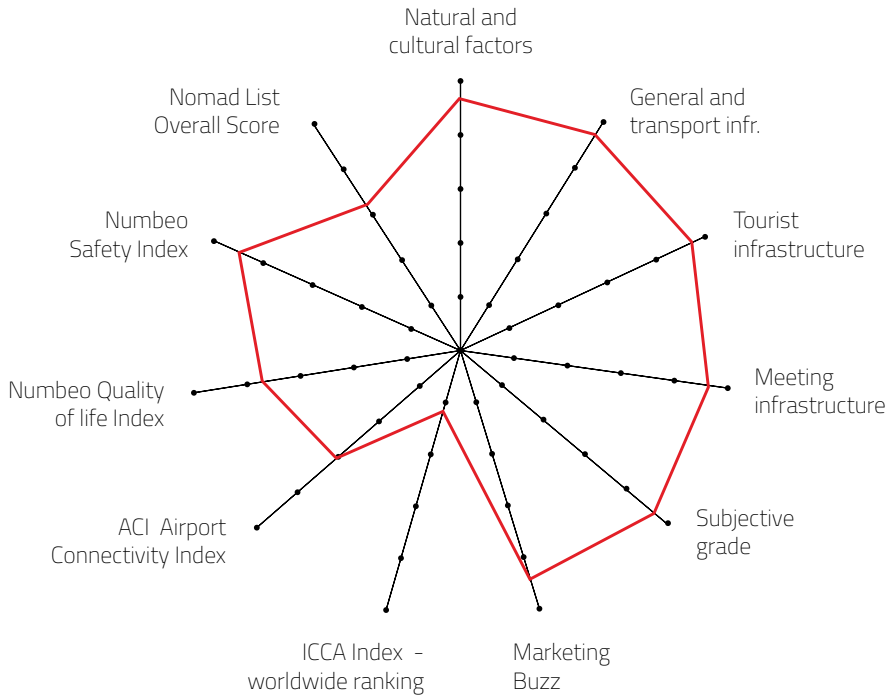 Natural and
cultural factors
General and
transport infr.
Tourist
infrastructure
Meeting
infrastructure
Subjective
grade
Marketing
Buzz
ICCA Index -
worldwide ranking
ACI Airport
Connectivity Index
Numbeo Quality
of life Index
Numbeo
Safety Index
Nomad List
Overall Score